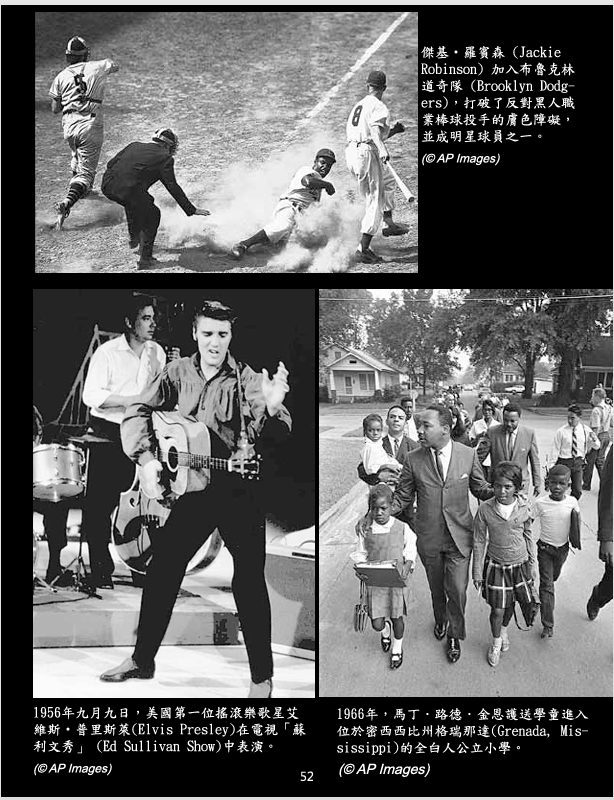 傑基·羅賓森 (Jackie
Robinson) 加入布魯克林
道奇隊 (Brooklyn Dodg-
ers)，打破了反對黑人職
業棒球投手的膚色障礙，
並成明星球員之一。
(© AP Images)
5
8
1956年九月九日，美國第一位搖滾樂歌星艾
維斯·普里斯萊(Elvis Presley)在電視「蘇
利文秀」 (Ed Sullivan Show)中表演。
(© AP Images)
1966年，馬丁．路德．金恩護送學童進入
位於密西西比州格瑞那達(Grenada, Mis-
sissippi)的全白人公立小學。
(© AP Images)
52